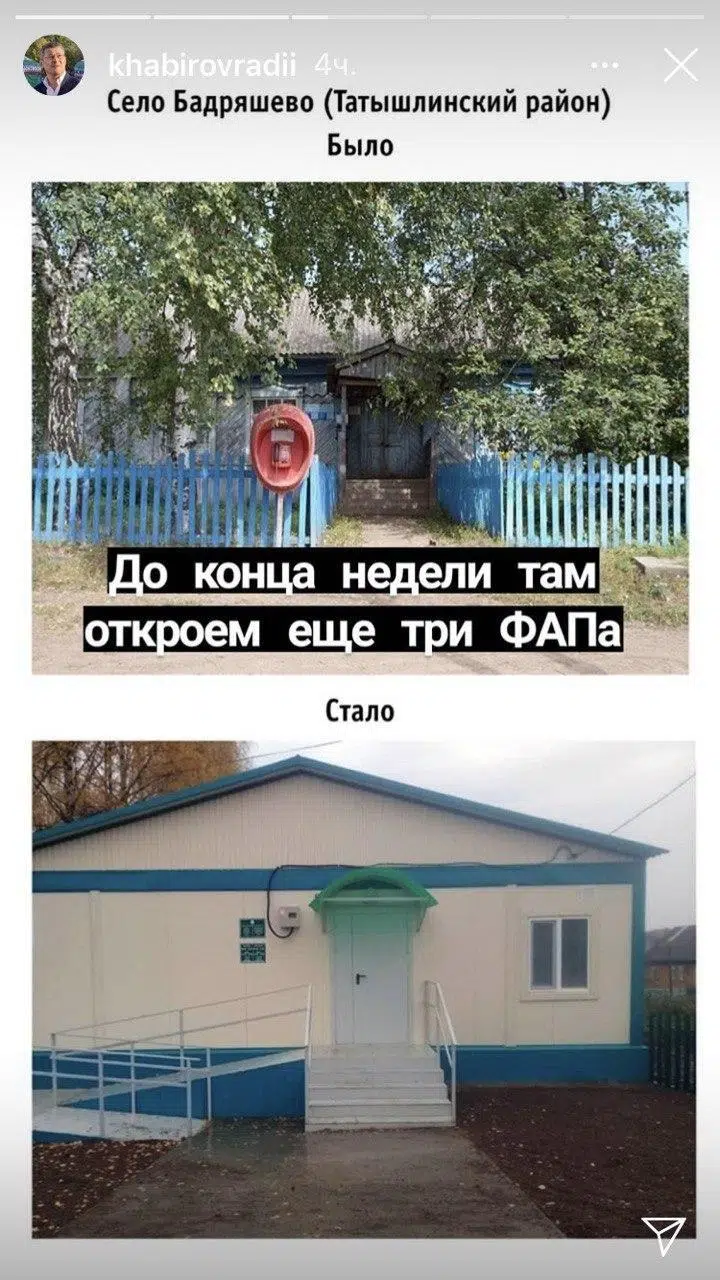 khabirovradii 4ч.
Село Бадряшево (Татышлинский район)
Было
До конца недели там
откроем еще три ФАПа
Стало